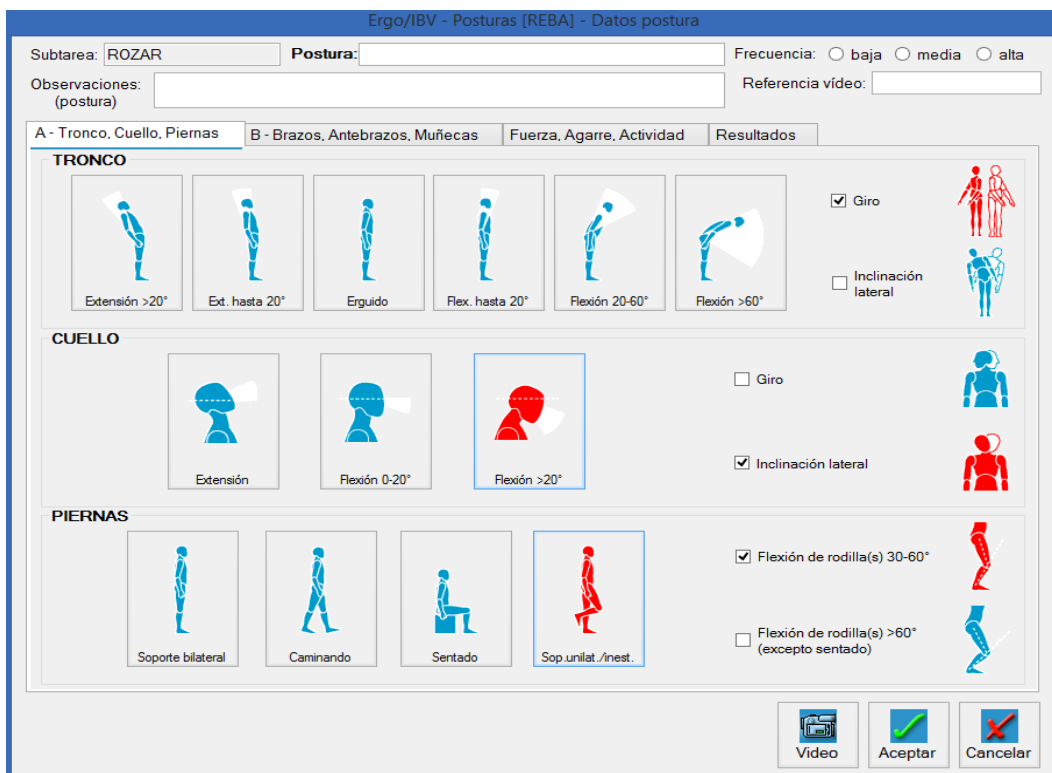 Ergo/IBV - Posturas [REBA] - Datos postura
Subtarea: ROZAR Postura: Frecuencia: baja media alta
Observaciones: Referencia vídeo:
(postura)
A - Tronco, Cuello, Piernas B - Brazos, Antebrazos, Muñecas Fuerza, Agarre, Actividad Resultados
TRONCO
Giro
Inclinación
lateral
Extensión >20° Ext. hasta 20° Erguido Flex. hasta 20° Flexión 20-60° Flexión >60°
CUELLO
Giro
Inclinación lateral
Extensión Flexión 0-20° Flexión >20°
PIERNAS
Flexión de rodilla(s) 30-60°
Flexión de rodilla(s) >60°
(excepto sentado)
Soporte bilateral Caminando Sentado Sop.unilat./inest.
Video Aceptar Cancelar